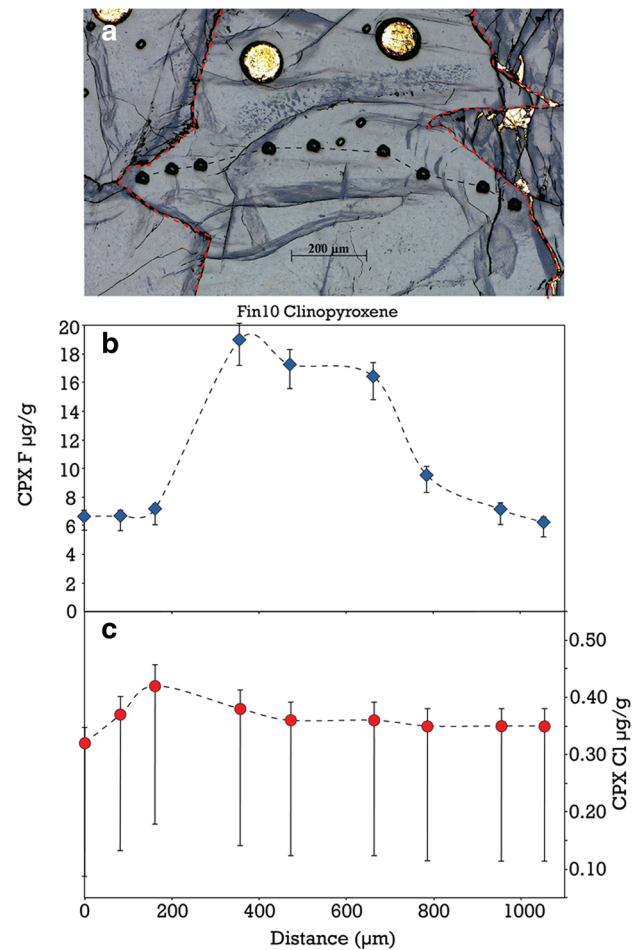 a
200 µm
Fin10 Clinopyroxene
b
20
18
16
14
12
10
8
6
4
2
0
CPX F µg/g
c
0.50
0.40
0.30
0.20
0.10
CPX Cl µg/g
0 200 400 600 800 1000
Distance (µm)